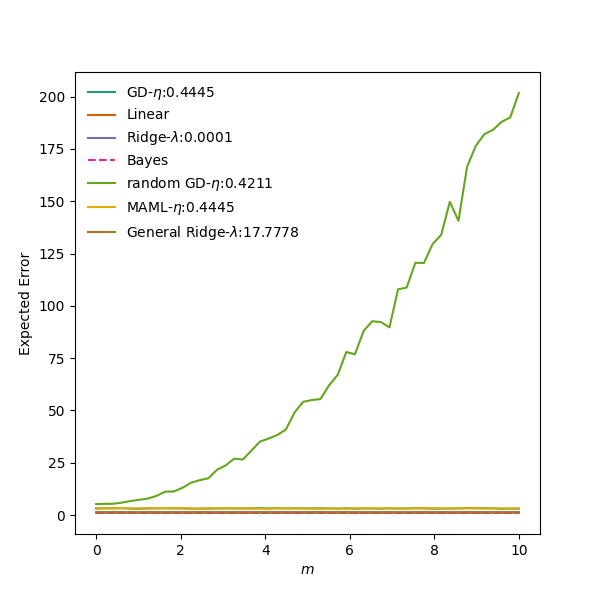 GD-η:0.4445
Linear
Ridge-λ:0.0001
Bayes
random GD-η:0.4211
MAML-η:0.4445
General Ridge-λ:17.7778
Expected Error
200
175
150
125
100
75
50
25
0
0 2 4 6 8 10
m